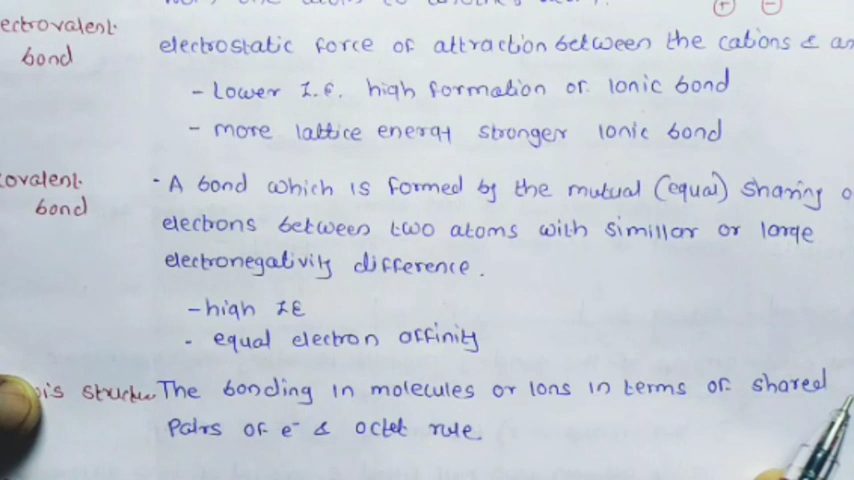 ectrovalent
bond
electrostatic force of attraction between the cations & an
- Lower I.E. high formation of Ionic bond
- more lattice energy stronger Ionic bond
covalent
bond
· A bond which is formed by the mutual (equal) sharing o
electrons between two atoms with simillar or large
electronegativity difference.
- high IE
- equal electron affinity
is structure The bonding in molecules or Ions in terms of shared
Pairs of e⁻ & octet rule